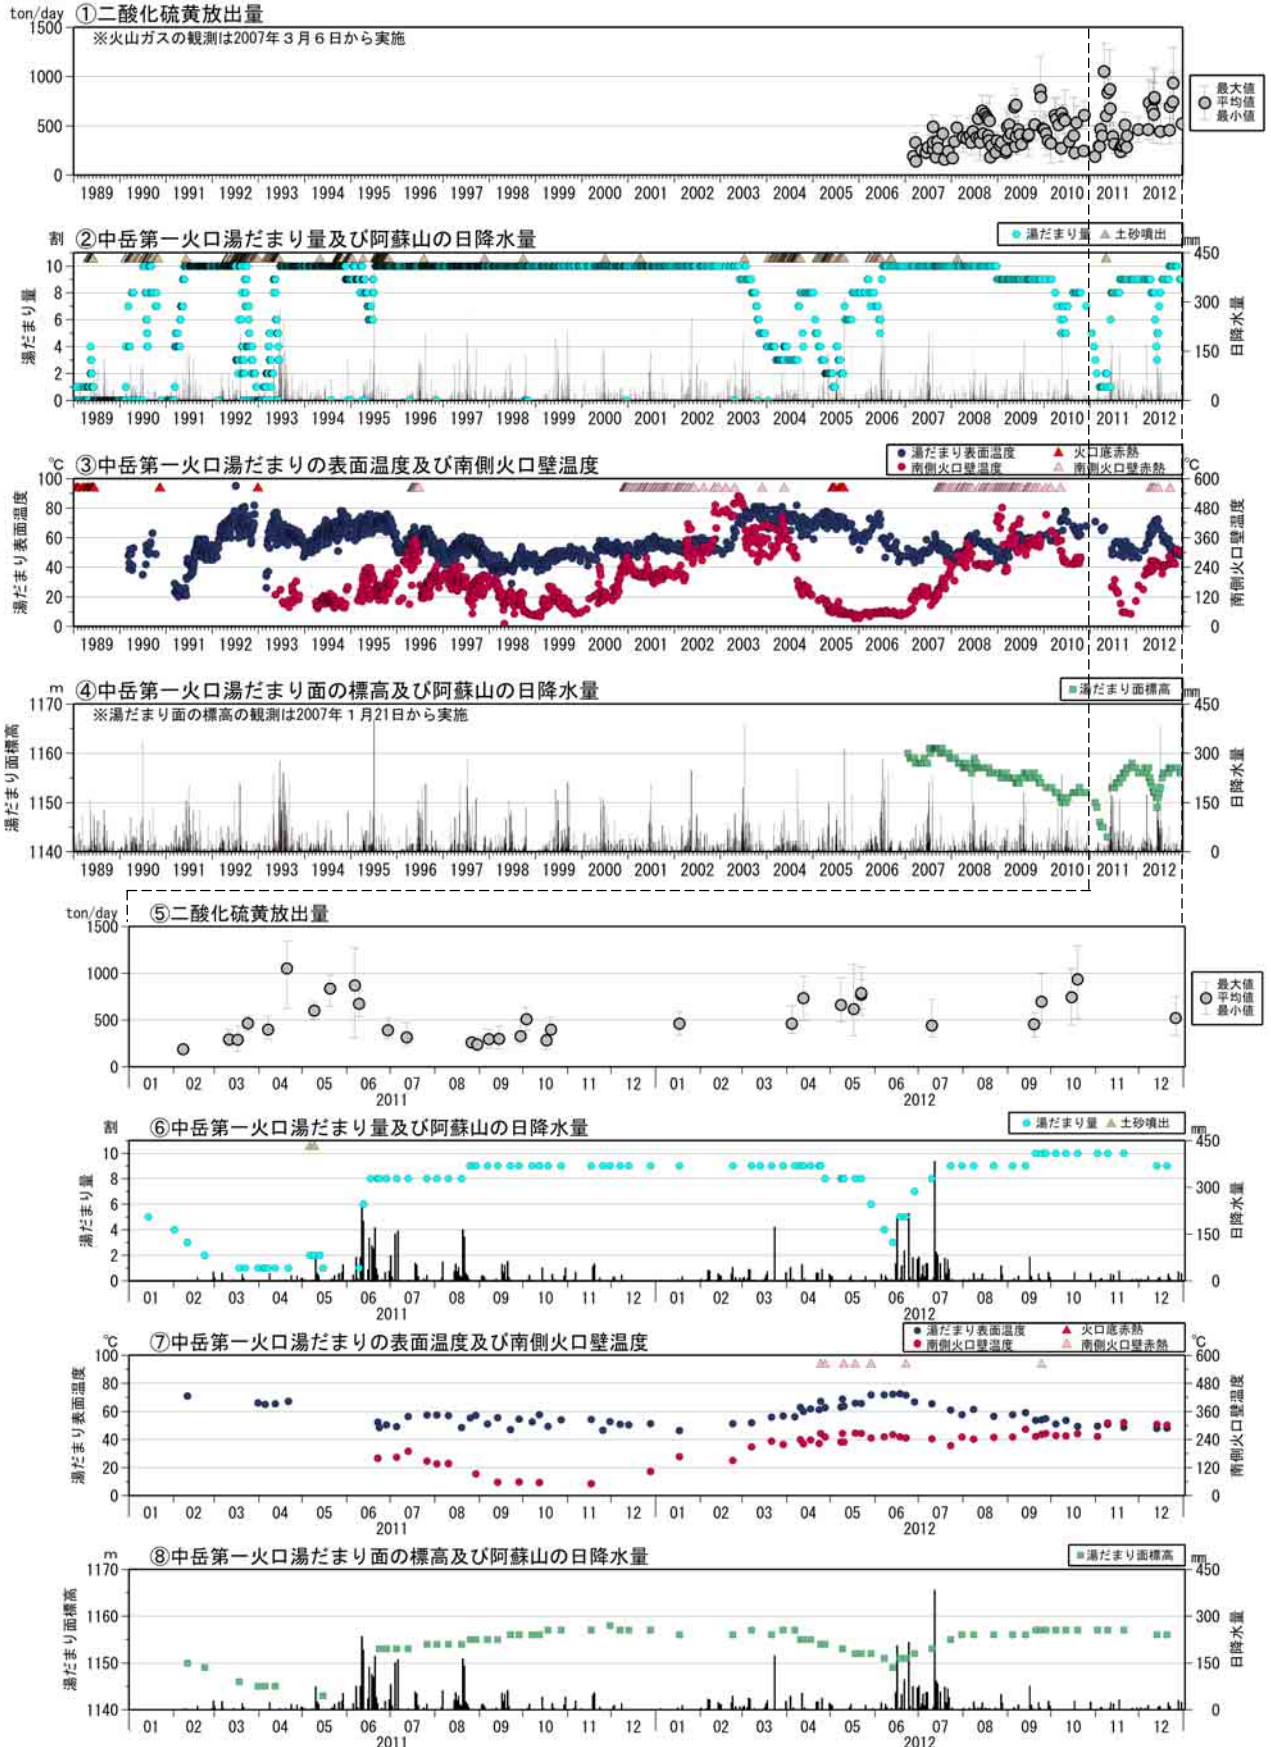 ton/day ①二酸化硫黄放出量
※火山ガスの観測は2007年3月6日から実施
1500
1000
500
0
最大値
平均値
最小値
1989 1990 1991 1992 1993 1994 1995 1996 1997 1998 1999 2000 2001 2002 2003 2004 2005 2006 2007 2008 2009 2010 2011 2012
割 ②中岳第一火口湯だまり量及び阿蘇山の日降水量
湯だまり量 土砂噴出
mm
湯だまり量
10
8
6
4
2
0
450
300
150
0
日降水量
1989 1990 1991 1992 1993 1994 1995 1996 1997 1998 1999 2000 2001 2002 2003 2004 2005 2006 2007 2008 2009 2010 2011 2012
℃ ③中岳第一火口湯だまりの表面温度及び南側火口壁温度
湯だまり表面温度 火口底赤熱
南側火口壁温度 南側火口壁赤熱
℃
湯だまり表面温度
100
80
60
40
20
0
600
480
360
240
120
0
南側火口壁温度
1989 1990 1991 1992 1993 1994 1995 1996 1997 1998 1999 2000 2001 2002 2003 2004 2005 2006 2007 2008 2009 2010 2011 2012
m ④中岳第一火口湯だまり面の標高及び阿蘇山の日降水量
※湯だまり面の標高の観測は2007年1月21日から実施
湯だまり面標高
mm
湯だまり面標高
1170
1160
1150
1140
450
300
150
0
日降水量
1989 1990 1991 1992 1993 1994 1995 1996 1997 1998 1999 2000 2001 2002 2003 2004 2005 2006 2007 2008 2009 2010 2011 2012
ton/day ⑤二酸化硫黄放出量
1500
1000
500
0
最大値
平均値
最小値
01 02 03 04 05 06 07 08 09 10 11 12 01 02 03 04 05 06 07 08 09 10 11 12
2011 2012
割 ⑥中岳第一火口湯だまり量及び阿蘇山の日降水量
湯だまり量 土砂噴出
mm
湯だまり量
10
8
6
4
2
0
450
300
150
0
日降水量
01 02 03 04 05 06 07 08 09 10 11 12 01 02 03 04 05 06 07 08 09 10 11 12
2011 2012
℃ ⑦中岳第一火口湯だまりの表面温度及び南側火口壁温度
湯だまり表面温度 火口底赤熱
南側火口壁温度 南側火口壁赤熱
℃
湯だまり表面温度
100
80
60
40
20
0
600
480
360
240
120
0
南側火口壁温度
01 02 03 04 05 06 07 08 09 10 11 12 01 02 03 04 05 06 07 08 09 10 11 12
2011 2012
m ⑧中岳第一火口湯だまり面の標高及び阿蘇山の日降水量
湯だまり面標高
mm
湯だまり面標高
1170
1160
1150
1140
450
300
150
0
日降水量
01 02 03 04 05 06 07 08 09 10 11 12 01 02 03 04 05 06 07 08 09 10 11 12
2011 2012